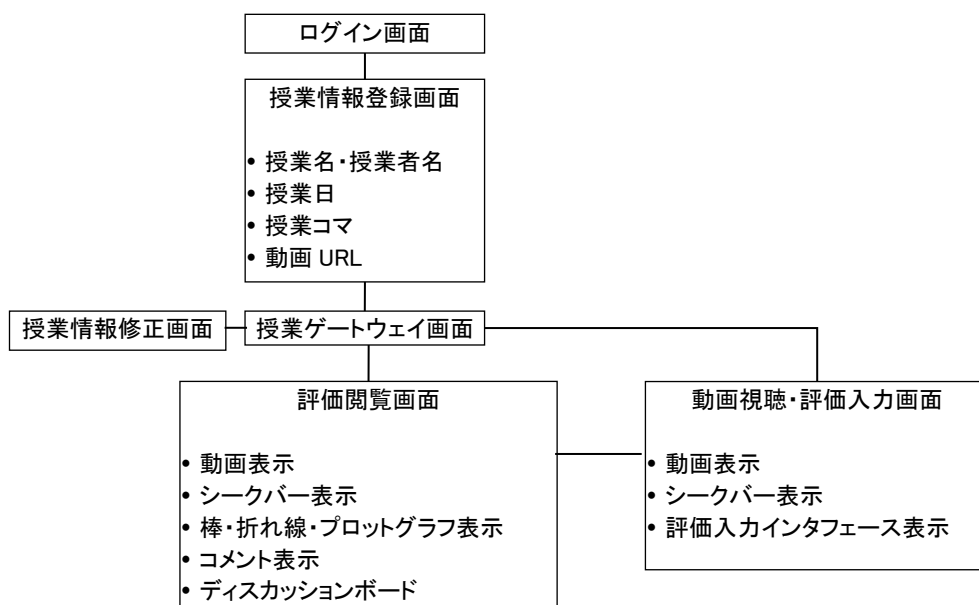 ログイン画面
授業情報登録画面
• 授業名・授業者名
• 授業日
• 授業コマ
• 動画 URL
授業情報修正画面
授業ゲートウェイ画面
評価閲覧画面
• 動画表示
• シークバー表示
• 棒・折れ線・プロットグラフ表示
• コメント表示
• ディスカッションボード
動画視聴・評価入力画面
• 動画表示
• シークバー表示
• 評価入力インタフェース表示